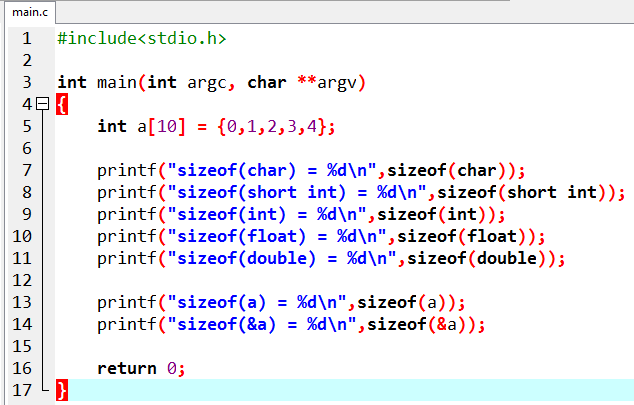 main.c
1 #include<stdio.h>
2
3 int main(int argc, char **argv)
4 {
5     int a[10] = {0,1,2,3,4};
6
7     printf("sizeof(char) = %d\n",sizeof(char));
8     printf("sizeof(short int) = %d\n",sizeof(short int));
9     printf("sizeof(int) = %d\n",sizeof(int));
10     printf("sizeof(float) = %d\n",sizeof(float));
11     printf("sizeof(double) = %d\n",sizeof(double));
12
13     printf("sizeof(a) = %d\n",sizeof(a));
14     printf("sizeof(&a) = %d\n",sizeof(&a));
15
16     return 0;
17 }